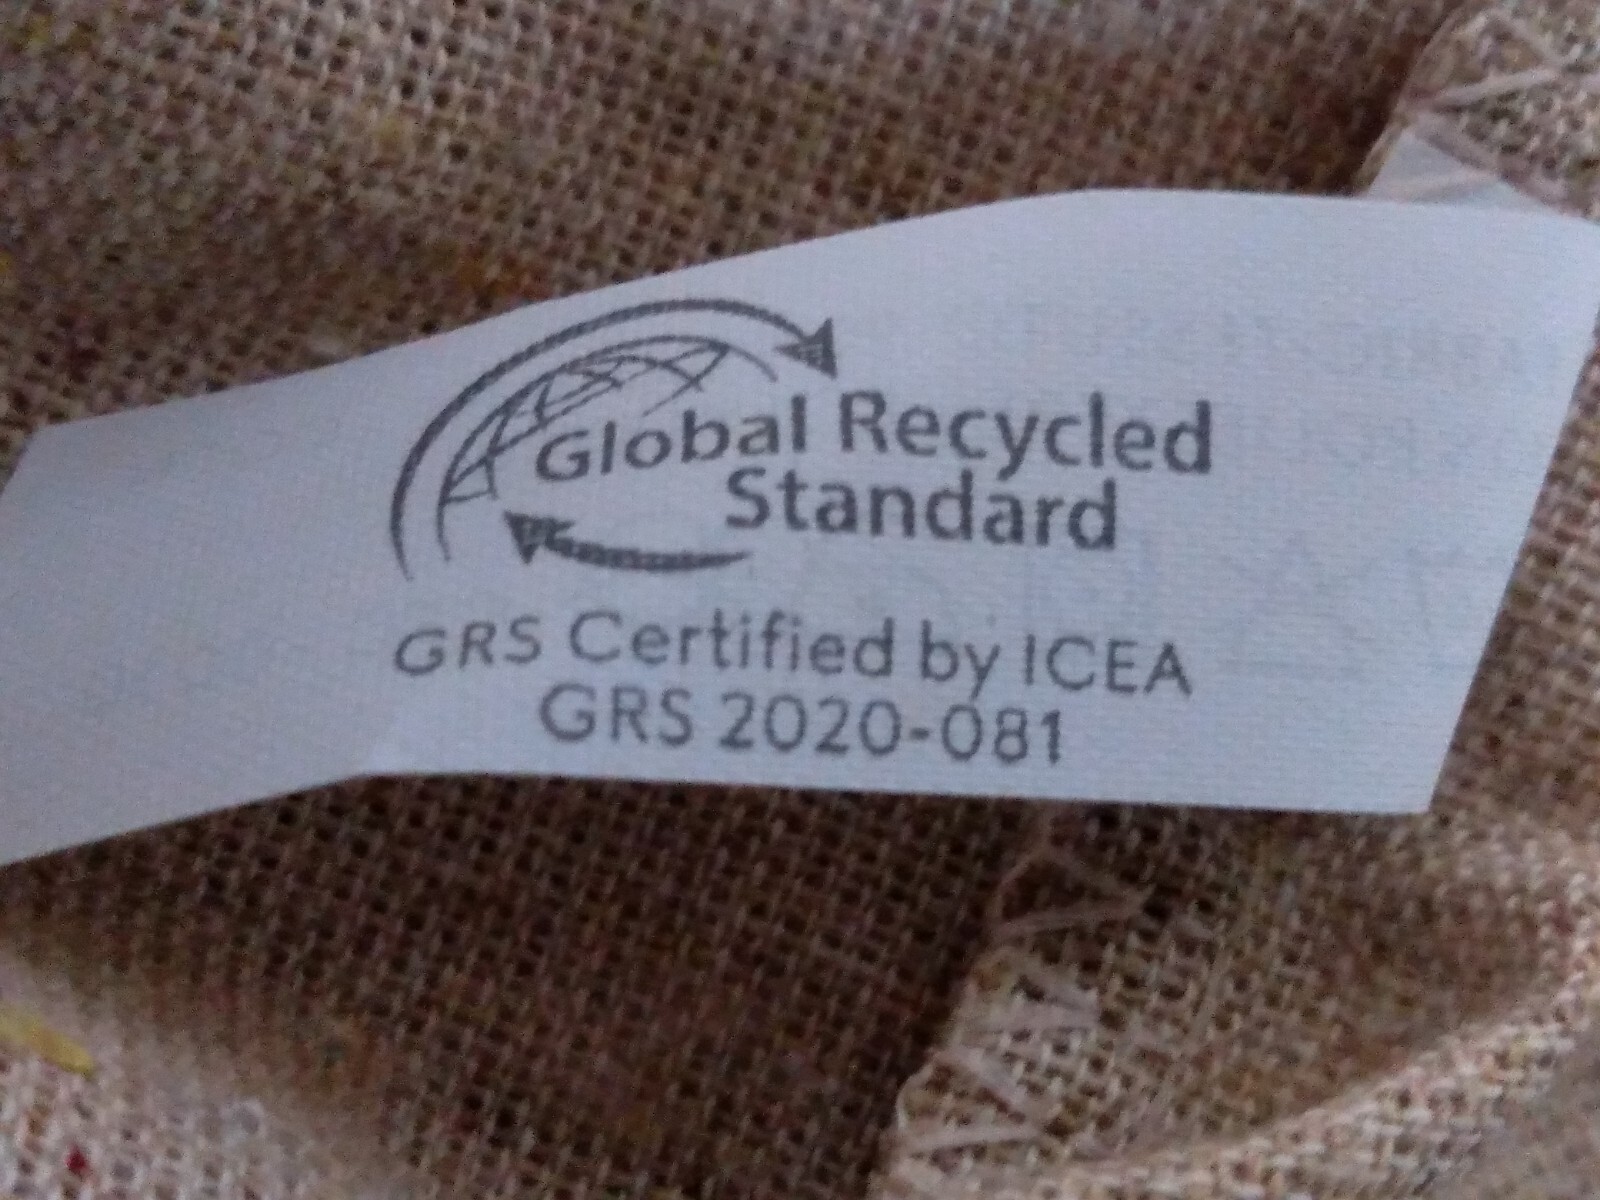 Global Recycled
Standard
GRS Certified by ICEA
GRS 2020-081